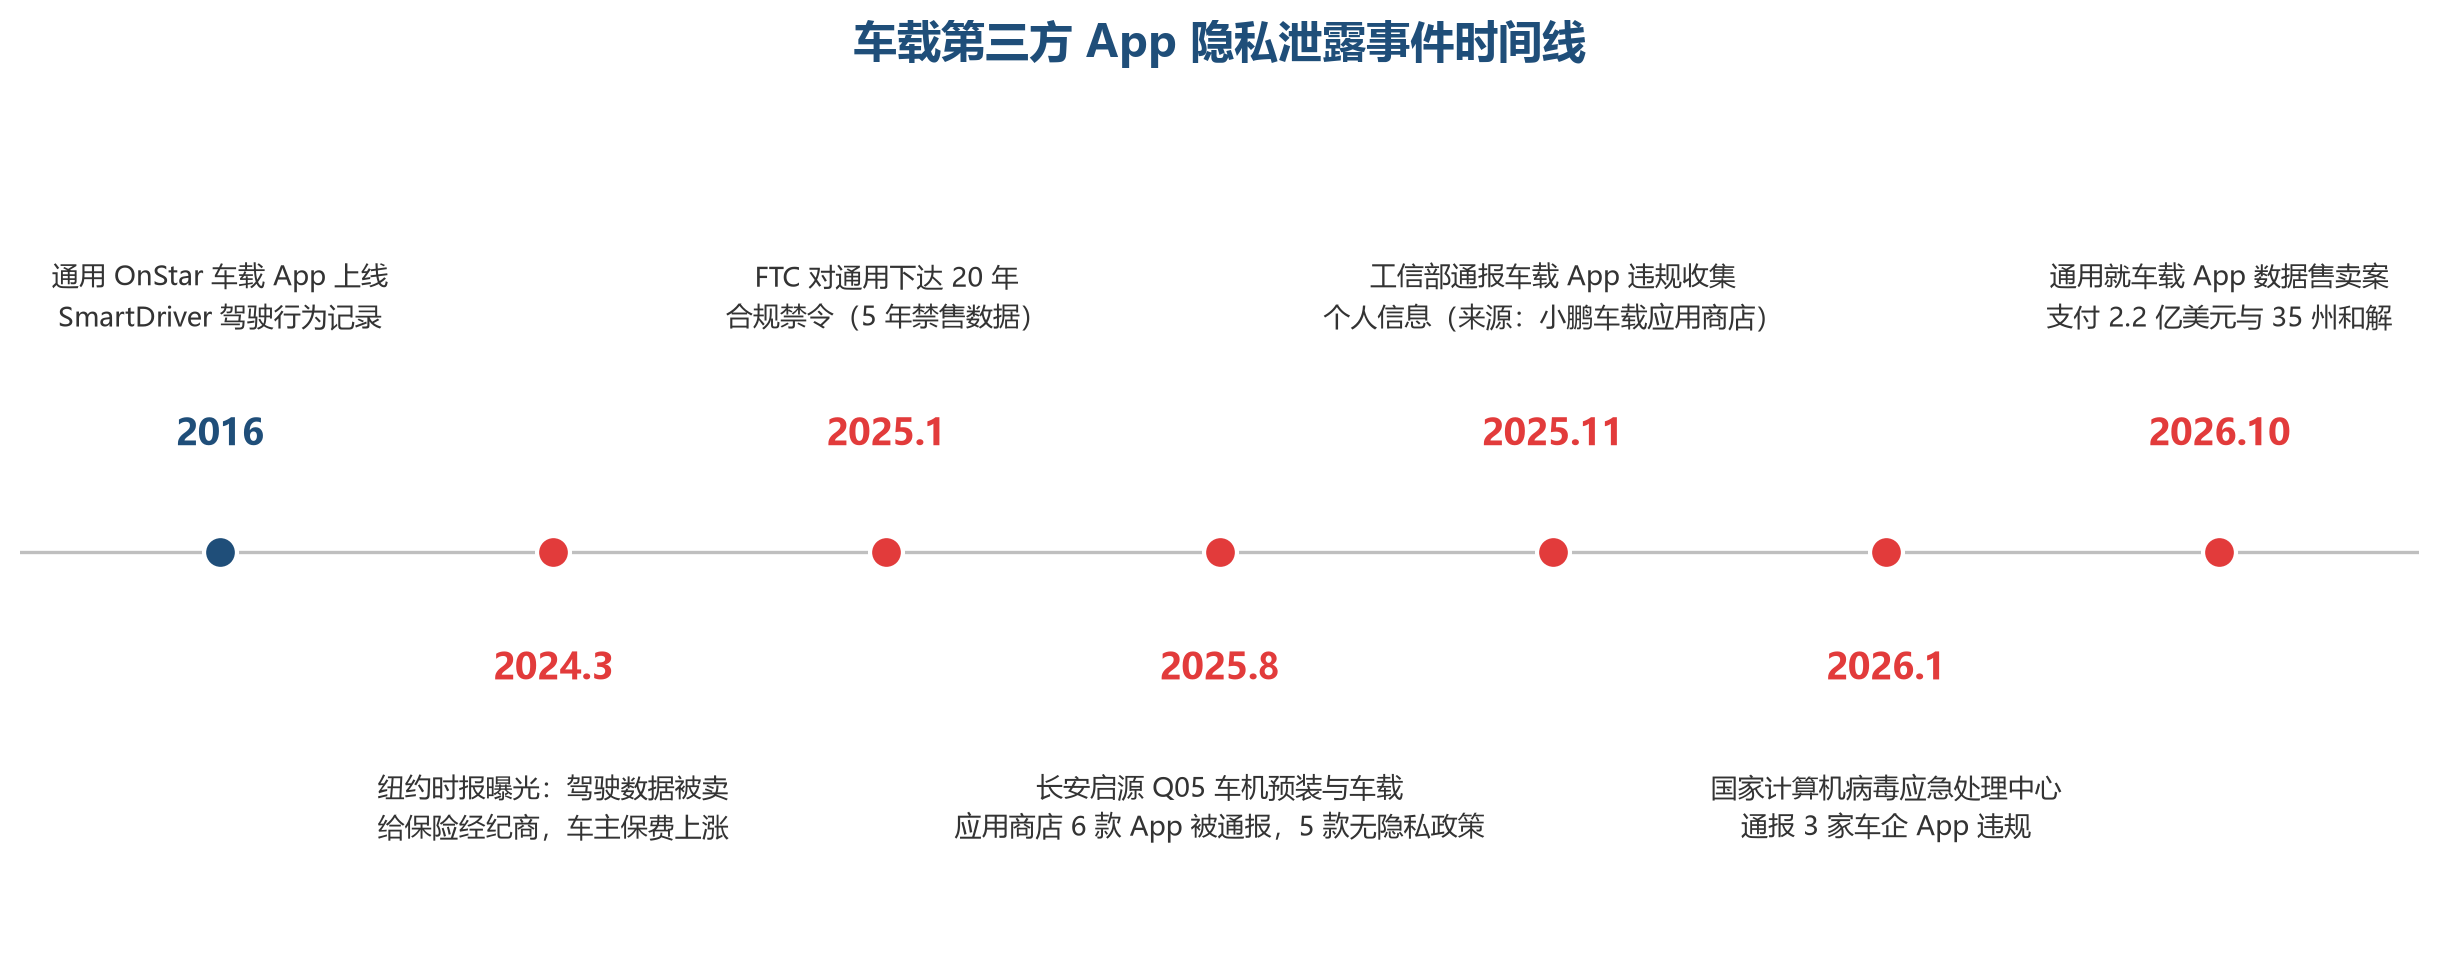 车载第三方 App 隐私泄露事件时间线
通用 OnStar 车载 App 上线
SmartDriver 驾驶行为记录
2016
纽约时报曝光：驾驶数据被卖
给保险经纪商，车主保费上涨
2024.3
FTC 对通用下达 20 年
合规禁令（5 年禁售数据）
2025.1
2025.8
长安启源 Q05 车机预装与车载
应用商店 6 款 App 被通报，5 款无隐私政策
工信部通报车载 App 违规收集
个人信息（来源：小鹏车载应用商店）
2025.11
2026.1
国家计算机病毒应急处理中心
通报 3 家车企 App 违规
通用就车载 App 数据售卖案
支付 2.2 亿美元与 35 州和解
2026.10